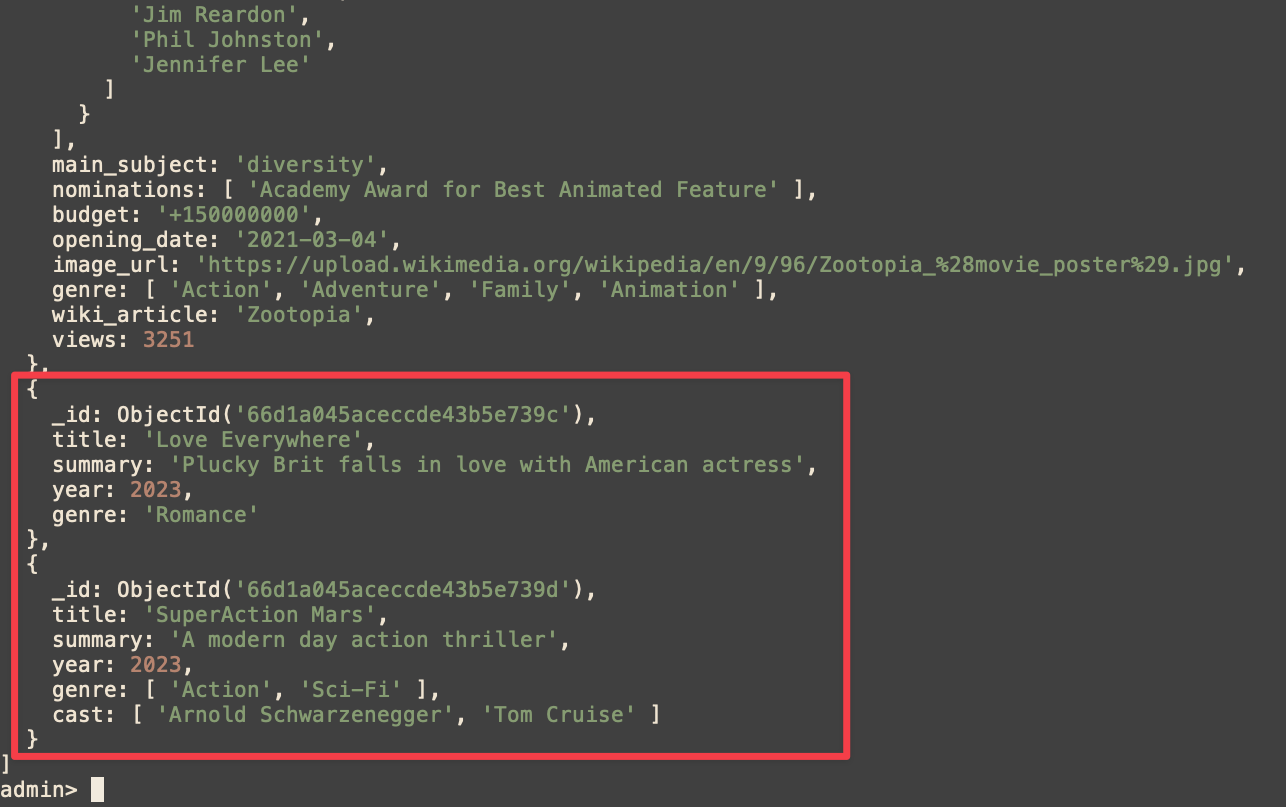 'Jim Reardon',
'Phil Johnston',
'Jennifer Lee'
]
}
],
main_subject: 'diversity',
nominations: [ 'Academy Award for Best Animated Feature' ],
budget: '+150000000',
opening_date: '2021-03-04',
image_url: 'https://upload.wikimedia.org/wikipedia/en/9/96/Zootopia_%28movie_poster%29.jpg',
genre: [ 'Action', 'Adventure', 'Family', 'Animation' ],
wiki_article: 'Zootopia',
views: 3251
},
{
_id: ObjectId('66d1a045aceccde43b5e739c'),
title: 'Love Everywhere',
summary: 'Plucky Brit falls in love with American actress',
year: 2023,
genre: 'Romance'
},
{
_id: ObjectId('66d1a045aceccde43b5e739d'),
title: 'SuperAction Mars',
summary: 'A modern day action thriller',
year: 2023,
genre: [ 'Action', 'Sci-Fi' ],
cast: [ 'Arnold Schwarzenegger', 'Tom Cruise' ]
}
]
admin>